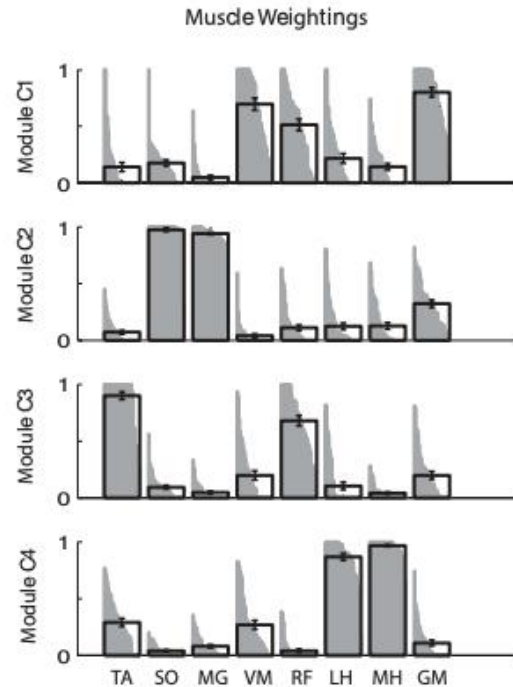 Muscle Weightings
1
Module C1
0
1
Module C2
0
1
Module C3
0
1
Module C4
0
TA SO MG VM RF LH MH GM